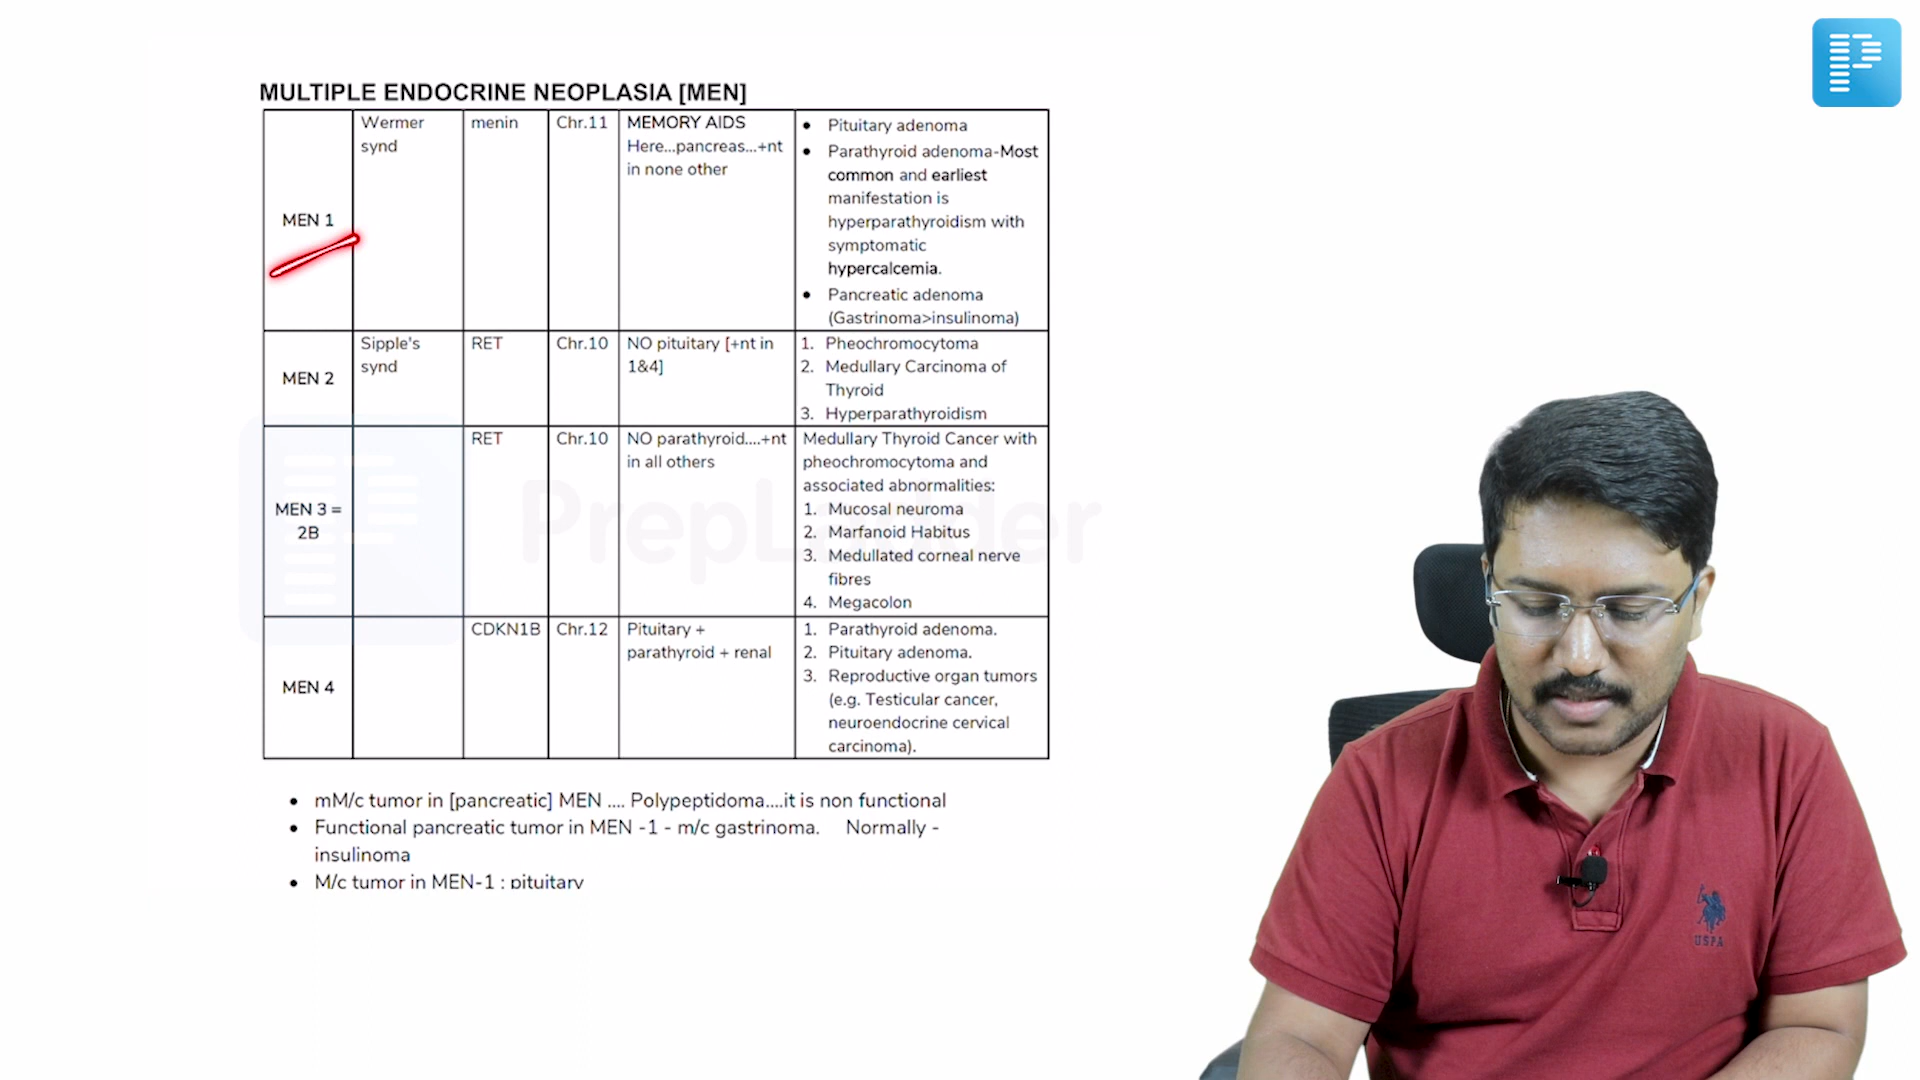 MULTIPLE ENDOCRINE NEOPLASIA [MEN]
MEN 1
Wermer
synd
menin
Chr.11
MEMORY AIDS
Here...pancreas...+nt
in none other
• Pituitary adenoma
• Parathyroid adenoma-Most
common and earliest
manifestation is
hyperparathyroidism with
symptomatic
hypercalcemia.
• Pancreatic adenoma
(Gastrinoma>insulinoma)
MEN 2
Sipple's
synd
RET
Chr.10
NO pituitary [+nt in
1&4]
1. Pheochromocytoma
2. Medullary Carcinoma of
Thyroid
3. Hyperparathyroidism
MEN 3 =
2B
RET
Chr.10
NO parathyroid....+nt
in all others
Medullary Thyroid Cancer with
pheochromocytoma and
associated abnormalities:
1. Mucosal neuroma
2. Marfanoid Habitus
3. Medullated corneal nerve
fibres
4. Megacolon
MEN 4
CDKN1B
Chr.12
Pituitary +
parathyroid + renal
1. Parathyroid adenoma.
2. Pituitary adenoma.
3. Reproductive organ tumors
(e.g. Testicular cancer,
neuroendocrine cervical
carcinoma).
• mM/c tumor in [pancreatic] MEN .... Polypeptidoma....it is non functional
• Functional pancreatic tumor in MEN -1 - m/c gastrinoma. Normally -
insulinoma
• M/c tumor in MEN-1 : pituitary
PrepLadder
USPA